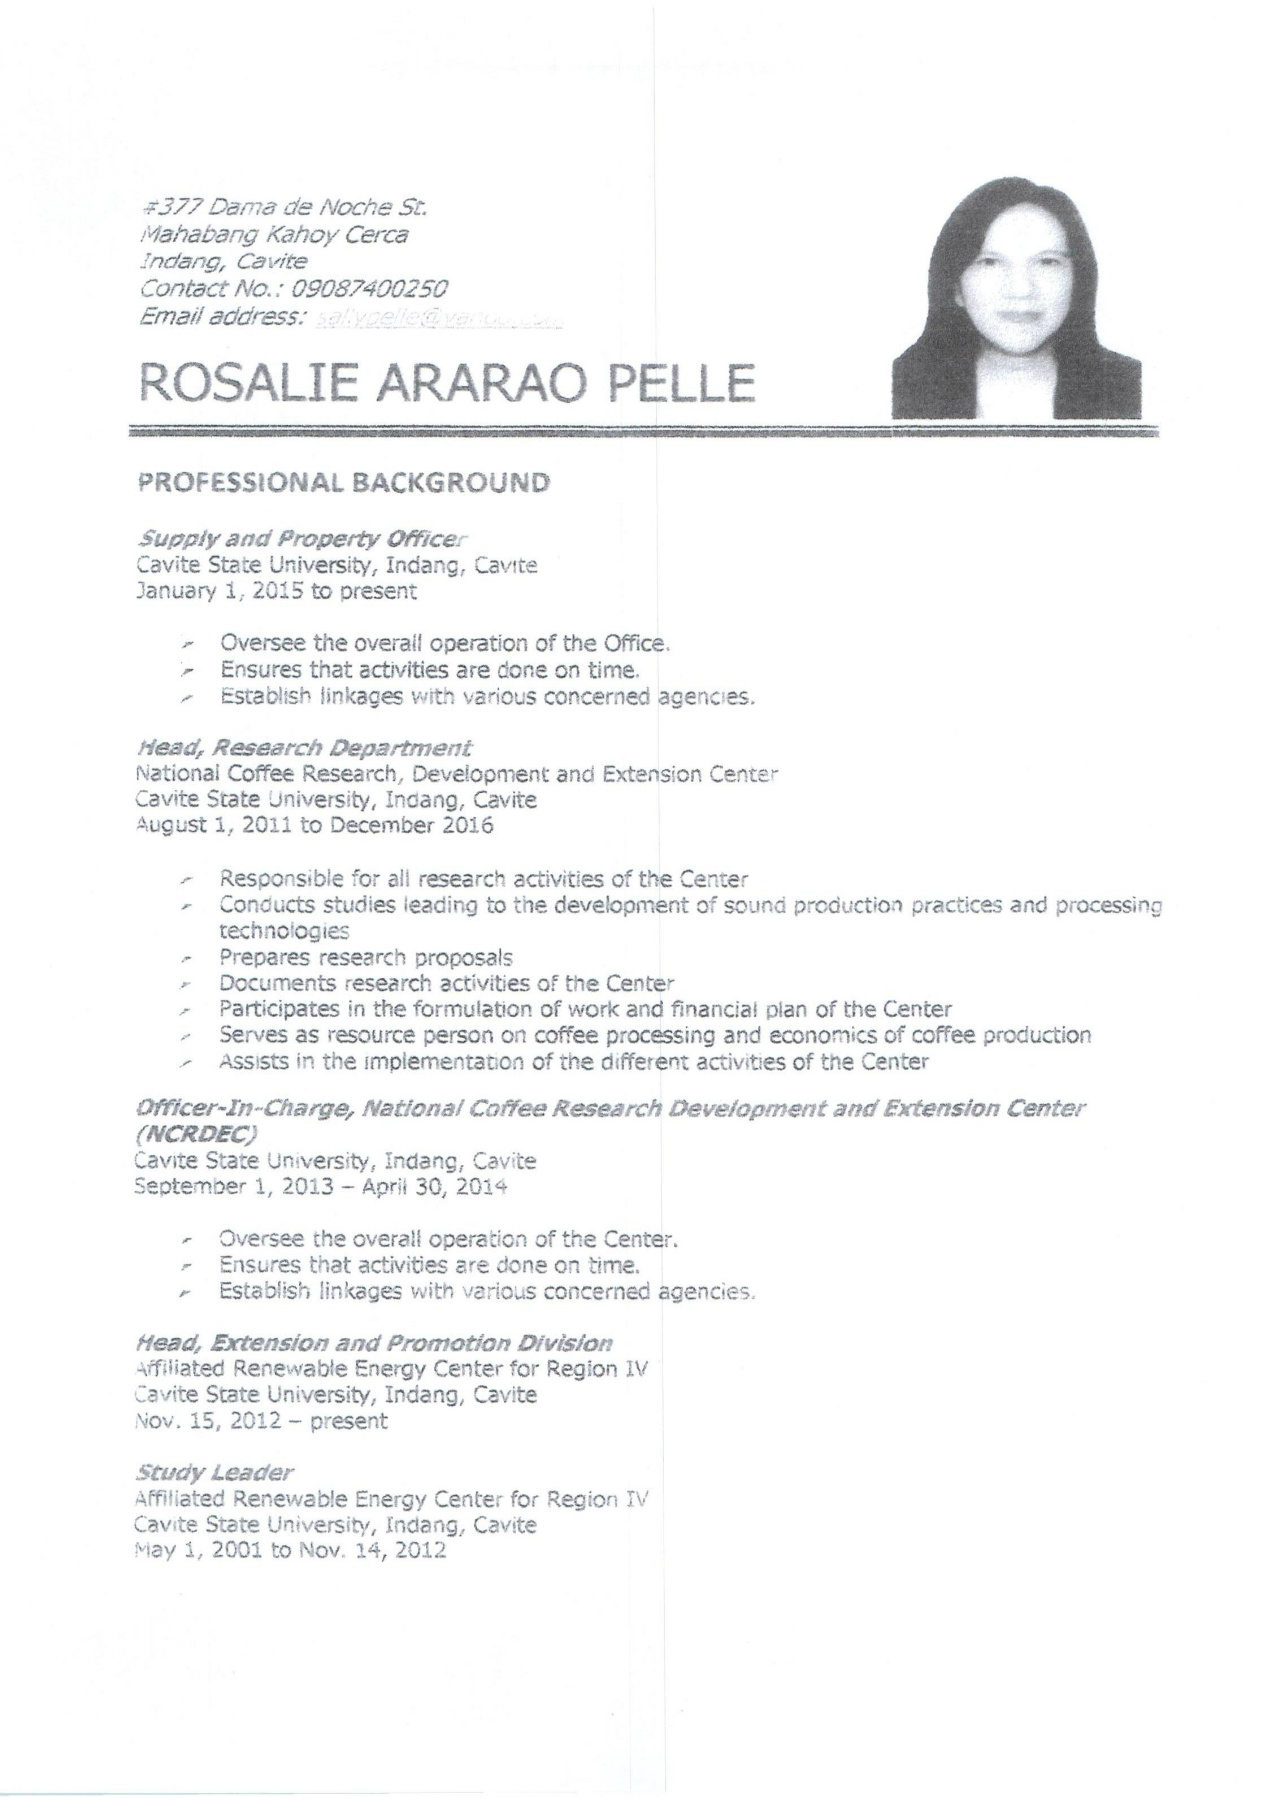 #377 Dama de Noche St.
Mahabang Kahoy Cerca
Indang, Cavite
Contact No.: 09087400250
Email address:
ROSALIE ARARAO PELLE
PROFESSIONAL BACKGROUND
Supply and Property Officer
Cavite State University, Indang, Cavite
January 1, 2015 to present
➢ Oversee the overall operation of the Office.
➢ Ensures that activities are done on time.
➢ Establish linkages with various concerned agencies.
Head, Research Department
National Coffee Research, Development and Extension Center
Cavite State University, Indang, Cavite
August 1, 2011 to December 2016
➢ Responsible for all research activities of the Center
➢ Conducts studies leading to the development of sound production practices and processing
technologies
➢ Prepares research proposals
➢ Documents research activities of the Center
➢ Participates in the formulation of work and financial plan of the Center
➢ Serves as resource person on coffee processing and economics of coffee production
➢ Assists in the implementation of the different activities of the Center
Officer-In-Charge, National Coffee Research Development and Extension Center
(NCRDEC)
Cavite State University, Indang, Cavite
September 1, 2013 – April 30, 2014
➢ Oversee the overall operation of the Center.
➢ Ensures that activities are done on time.
➢ Establish linkages with various concerned agencies.
Head, Extension and Promotion Division
Affiliated Renewable Energy Center for Region IV
Cavite State University, Indang, Cavite
Nov. 15, 2012 – present
Study Leader
Affiliated Renewable Energy Center for Region IV
Cavite State University, Indang, Cavite
May 1, 2001 to Nov. 14, 2012